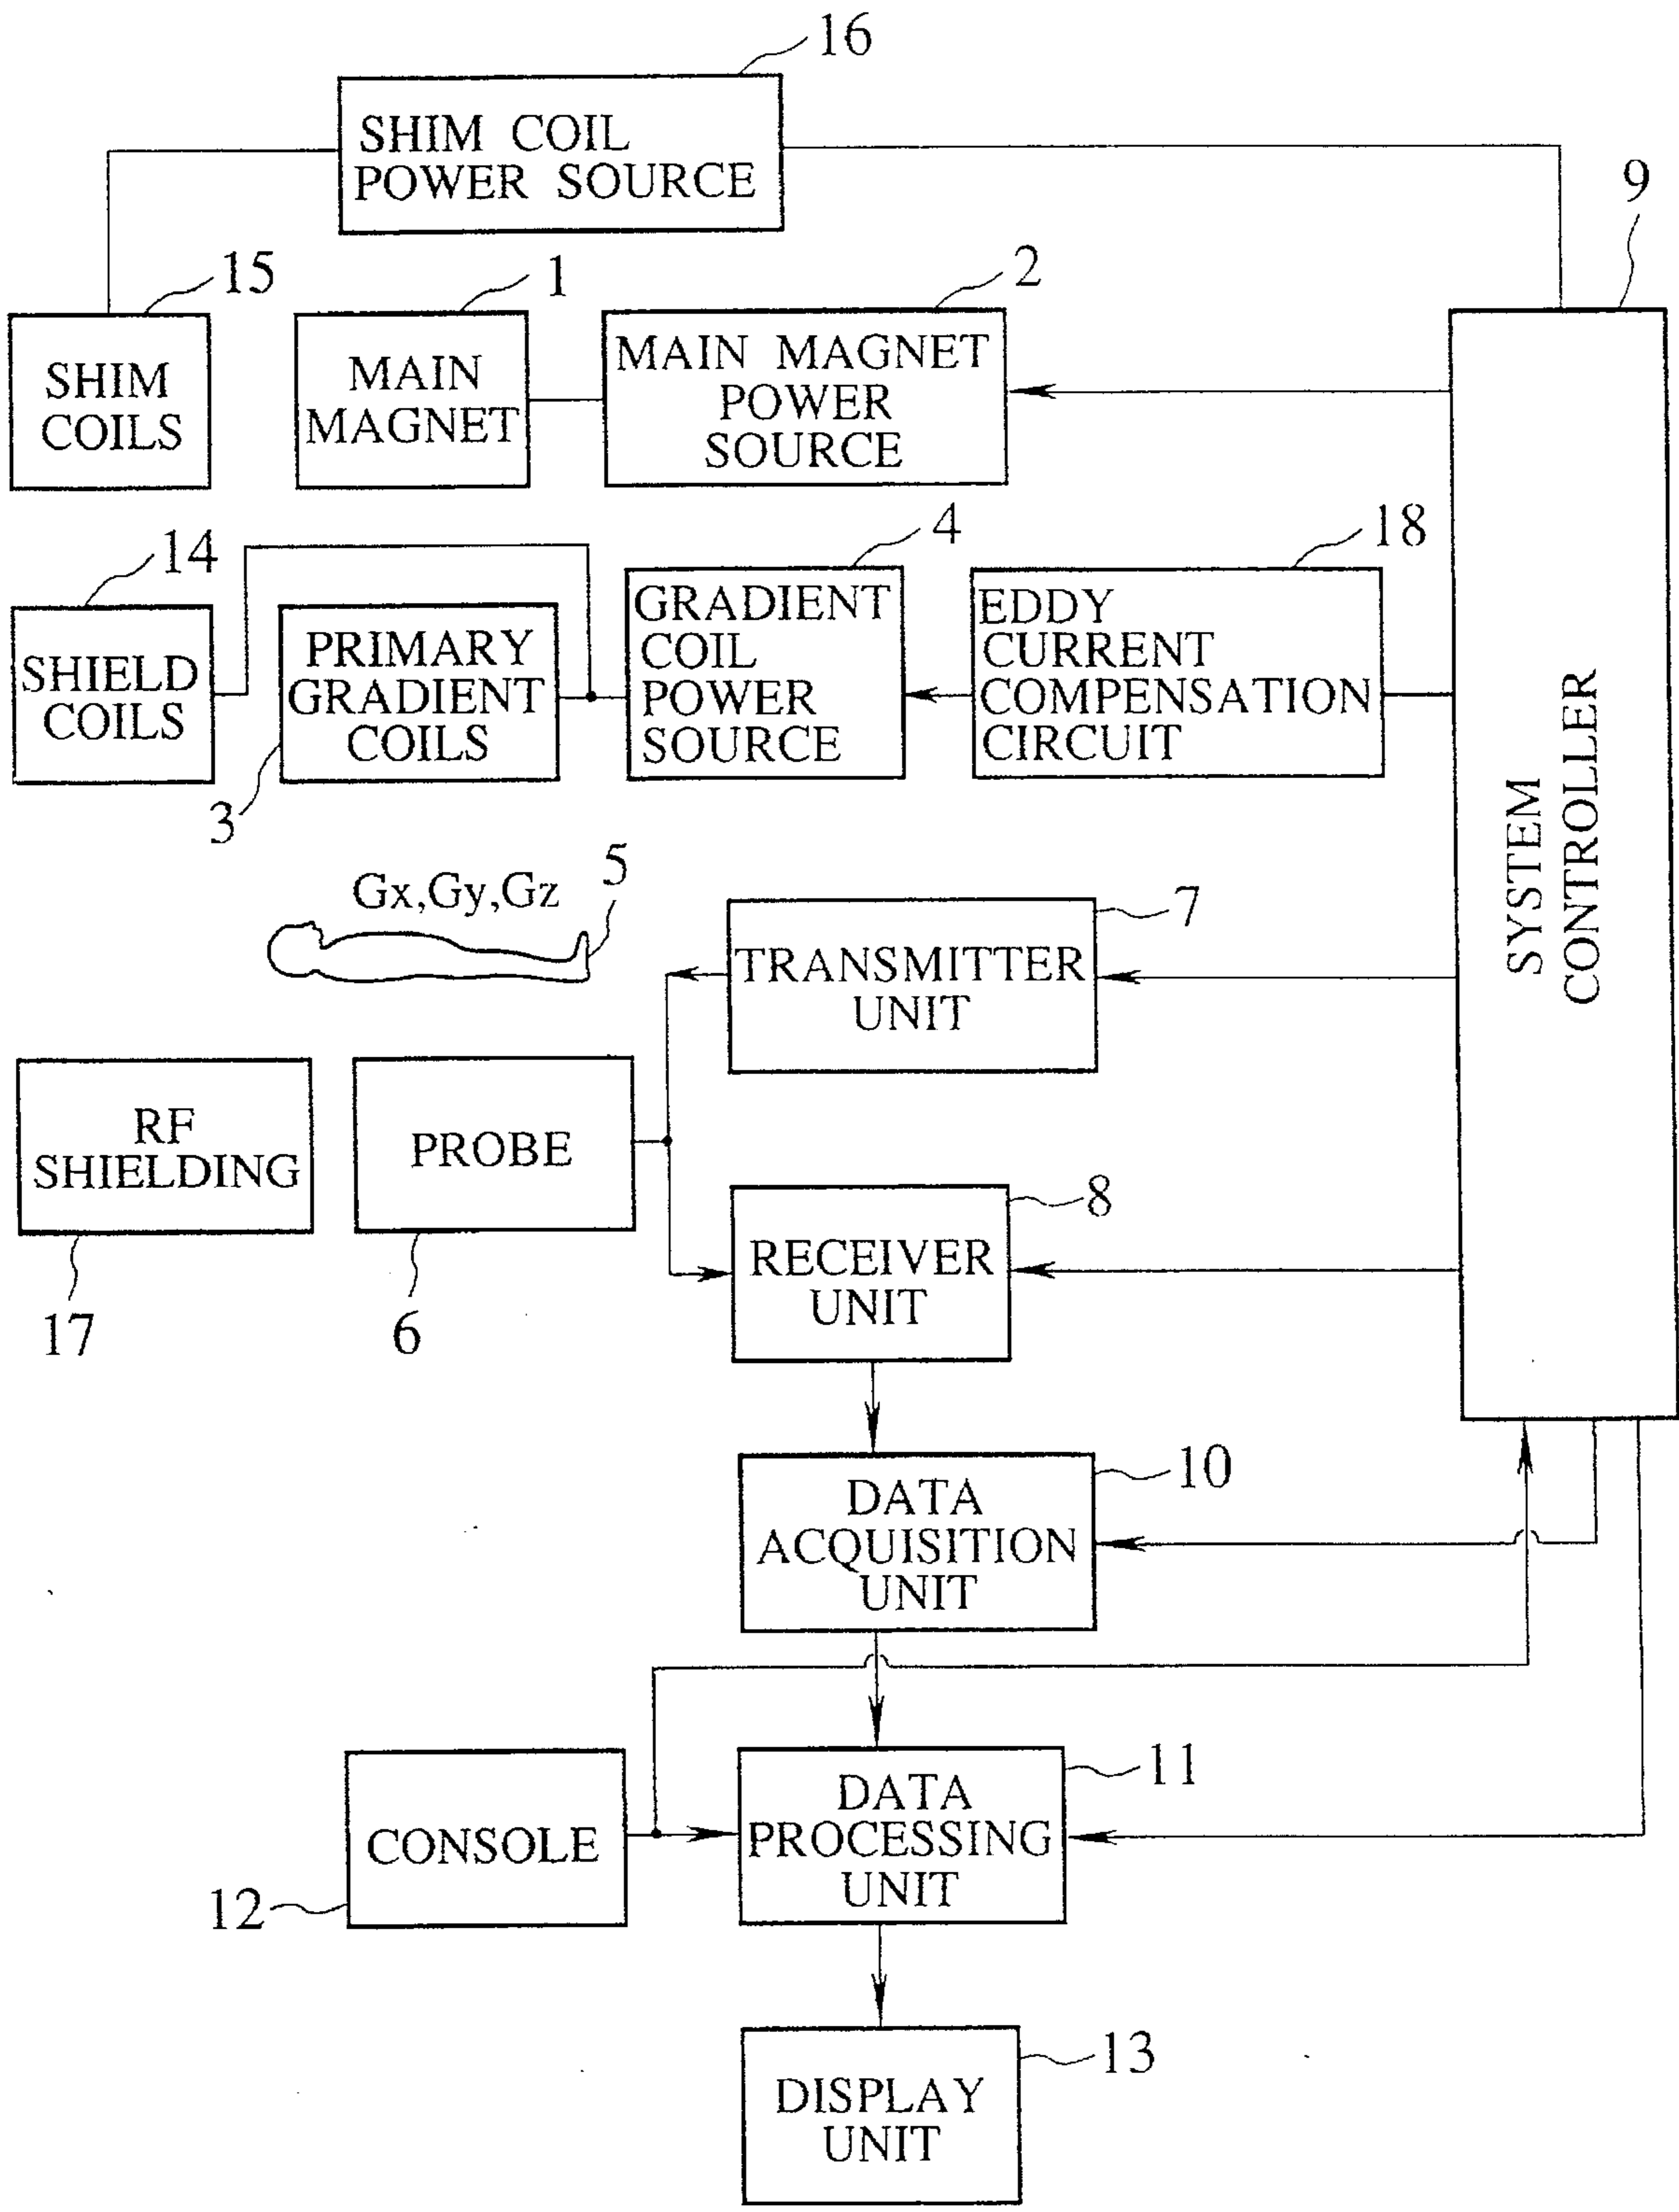 16
SHIM COIL
POWER SOURCE
9
15
1
2
SHIM
COILS
MAIN
MAGNET
MAIN MAGNET
POWER
SOURCE
14
4
18
SHIELD
COILS
PRIMARY
GRADIENT
COILS
3
GRADIENT
COIL
POWER
SOURCE
EDDY
CURRENT
COMPENSATION
CIRCUIT
SYSTEM
CONTROLLER
Gx,Gy,Gz
5
7
TRANSMITTER
UNIT
RF
SHIELDING
17
PROBE
6
8
RECEIVER
UNIT
10
DATA
ACQUISITION
UNIT
11
CONSOLE
12
DATA
PROCESSING
UNIT
13
DISPLAY
UNIT